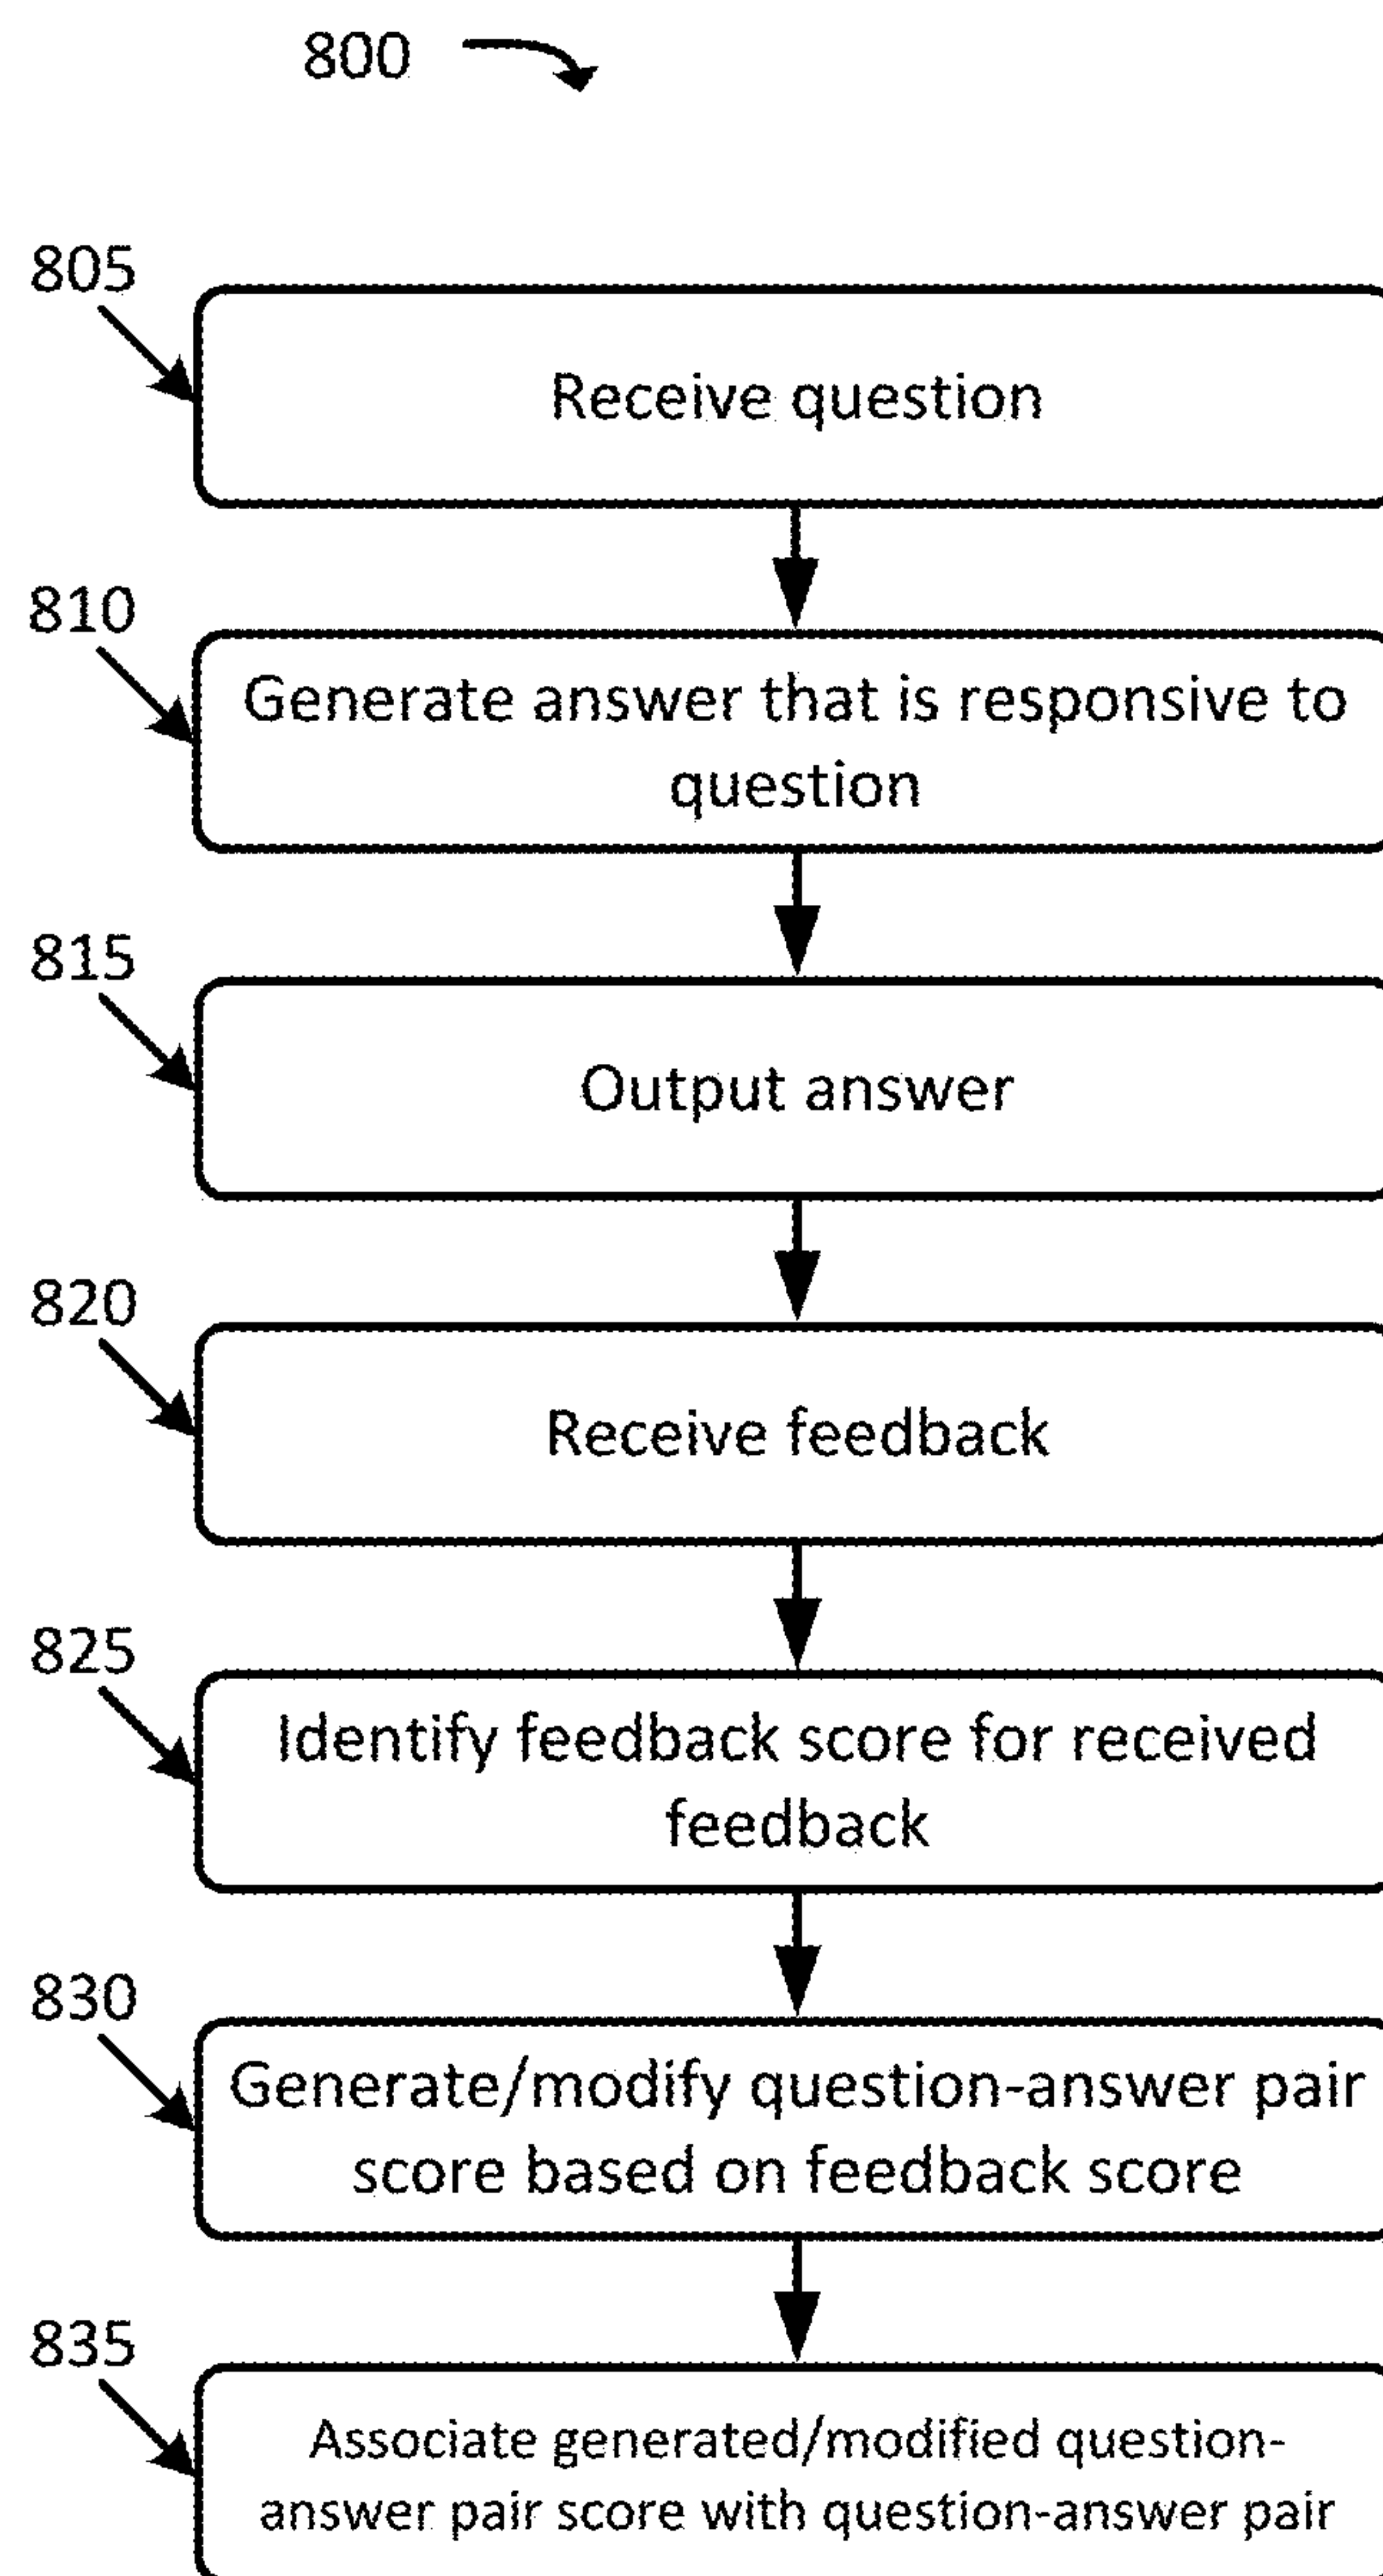 800
805
Receive question
810
Generate answer that is responsive to
question
815
Output answer
820
Receive feedback
825
Identify feedback score for received
feedback
830
Generate/modify question-answer pair
score based on feedback score
835
Associate generated/modified question-
answer pair score with question-answer pair